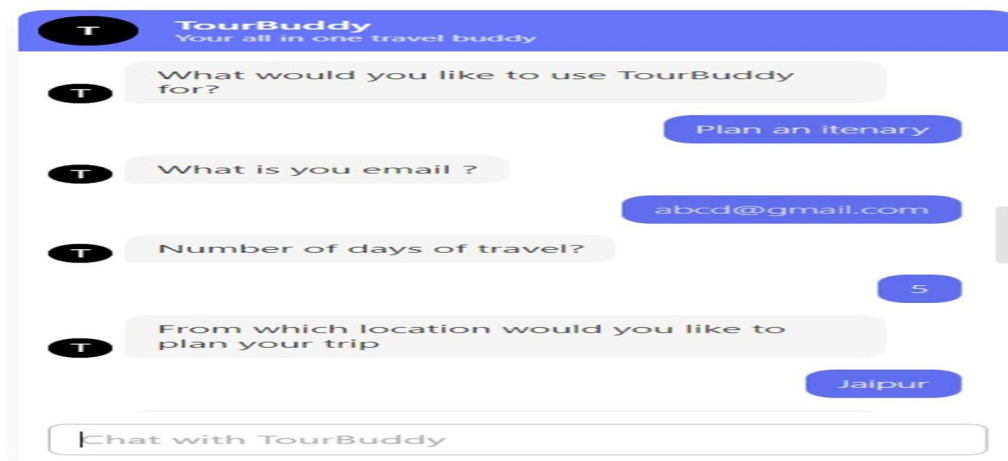 T
TourBuddy
Your all in one travel buddy
What would you like to use TourBuddy
for?
T
Plan an itenary
What is you email ?
T
abcd@gmail.com
Number of days of travel?
T
5
From which location would you like to
plan your trip
T
Jaipur
Chat with TourBuddy